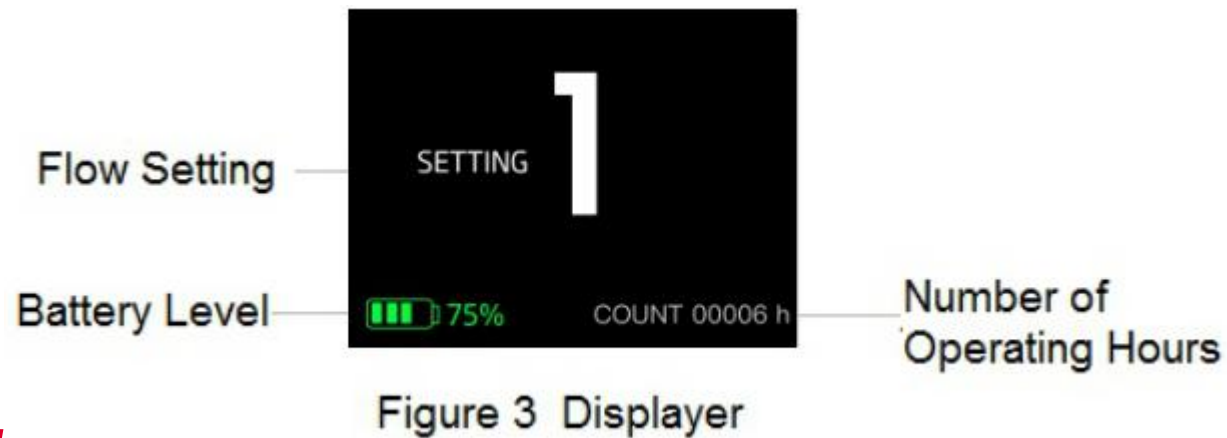 1
Flow Setting
SETTING
Battery Level
75%
COUNT 00006 h
Number of
Operating Hours
Figure 3 Displayer